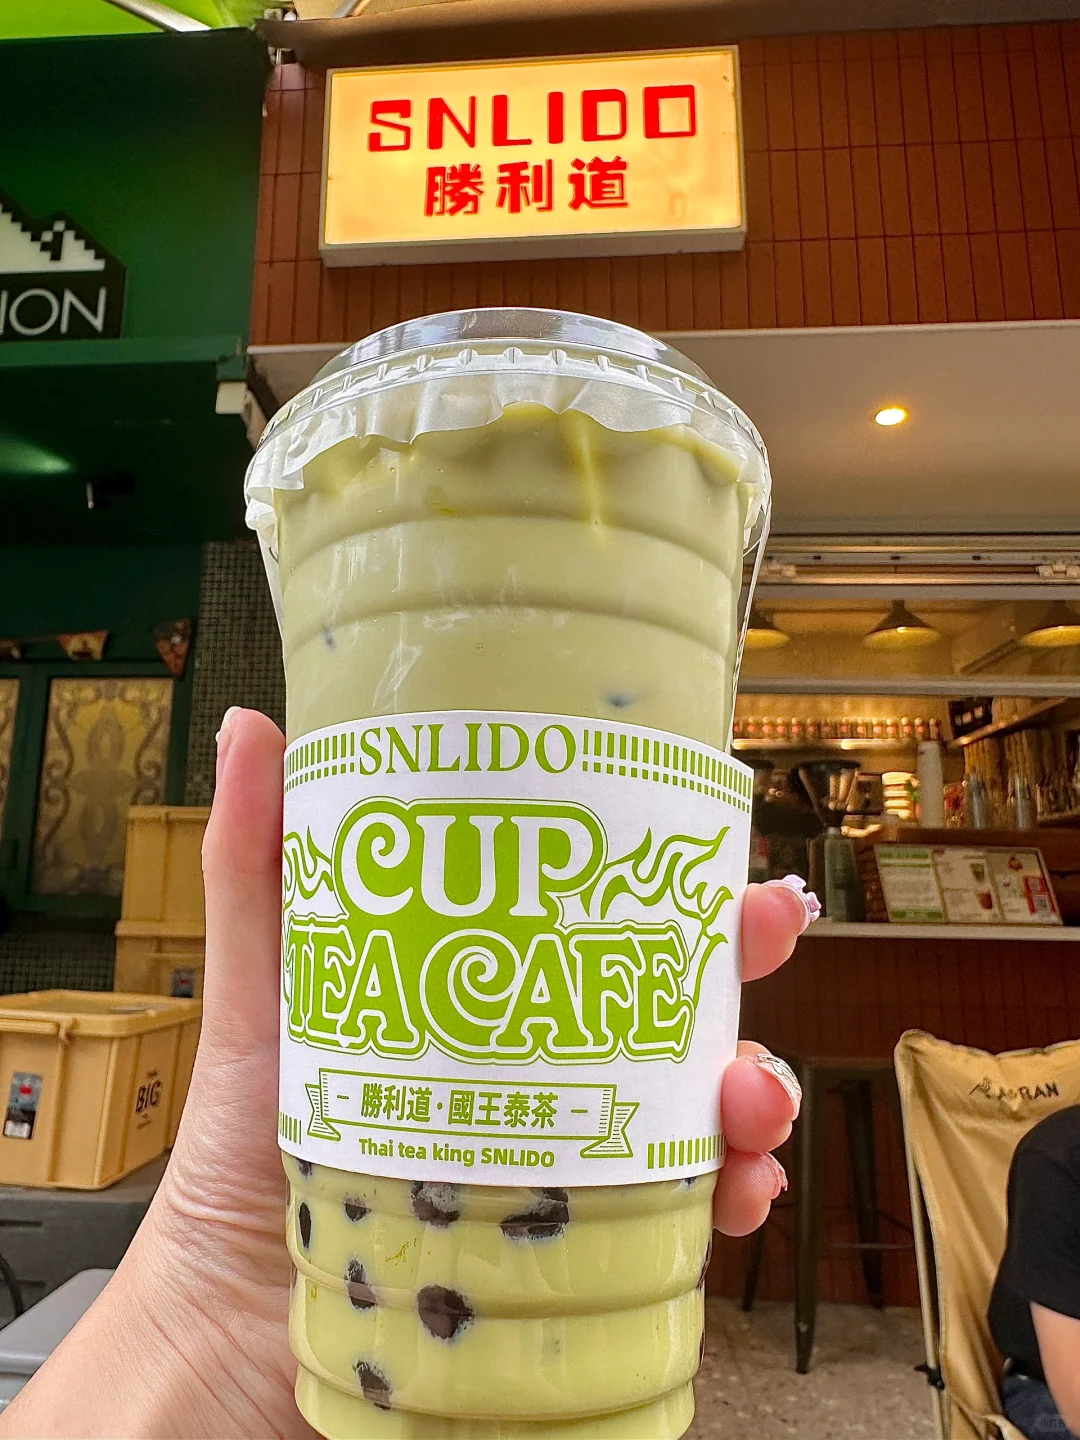 SNLIDO
勝利道
ION
SNLIDO
CUP
TEA CAFE
BIG
- 勝利道·國王泰茶 -
Thai tea king SNLIDO